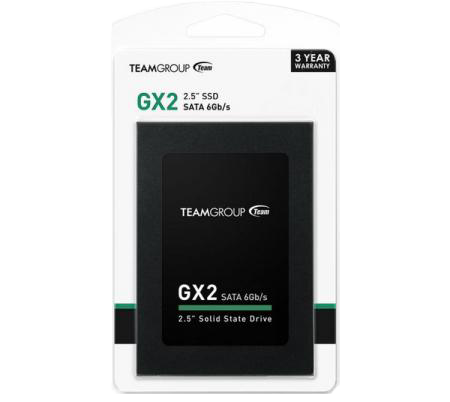 TEAMGROUP Team
3 YEAR
WARRANTY
GX2 2.5" SSD
SATA 6Gb/s
TEAMGROUP Team
GX2 SATA 6Gb/s
2.5" Solid State Drive